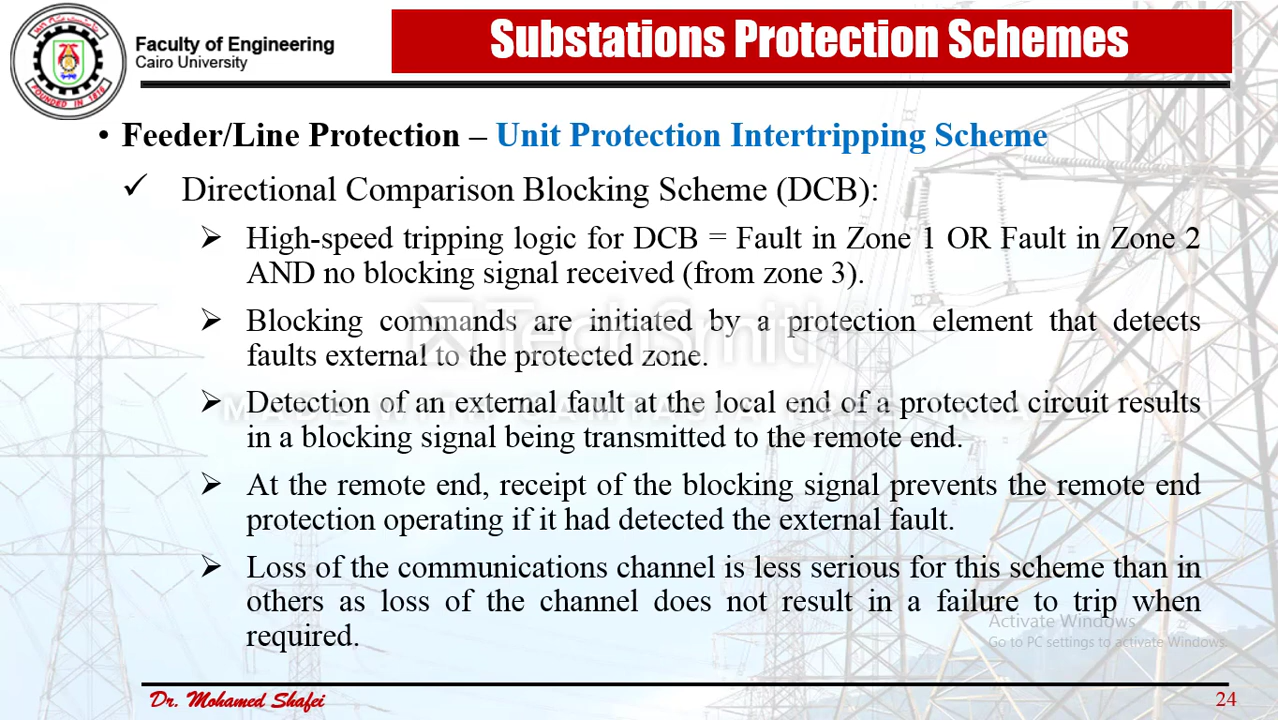 Faculty of Engineering
Cairo University
Substations Protection Schemes
• Feeder/Line Protection – Unit Protection Intertripping Scheme
✓ Directional Comparison Blocking Scheme (DCB):
➢ High-speed tripping logic for DCB = Fault in Zone 1 OR Fault in Zone 2
AND no blocking signal received (from zone 3).
➢ Blocking commands are initiated by a protection element that detects
faults external to the protected zone.
➢ Detection of an external fault at the local end of a protected circuit results
in a blocking signal being transmitted to the remote end.
➢ At the remote end, receipt of the blocking signal prevents the remote end
protection operating if it had detected the external fault.
➢ Loss of the communications channel is less serious for this scheme than in
others as loss of the channel does not result in a failure to trip when
required.
TechSmith
Activate Windows
Go to PC settings to activate Windows.
Dr. Mohamed Shafei
24
FOUNDED IN 1816